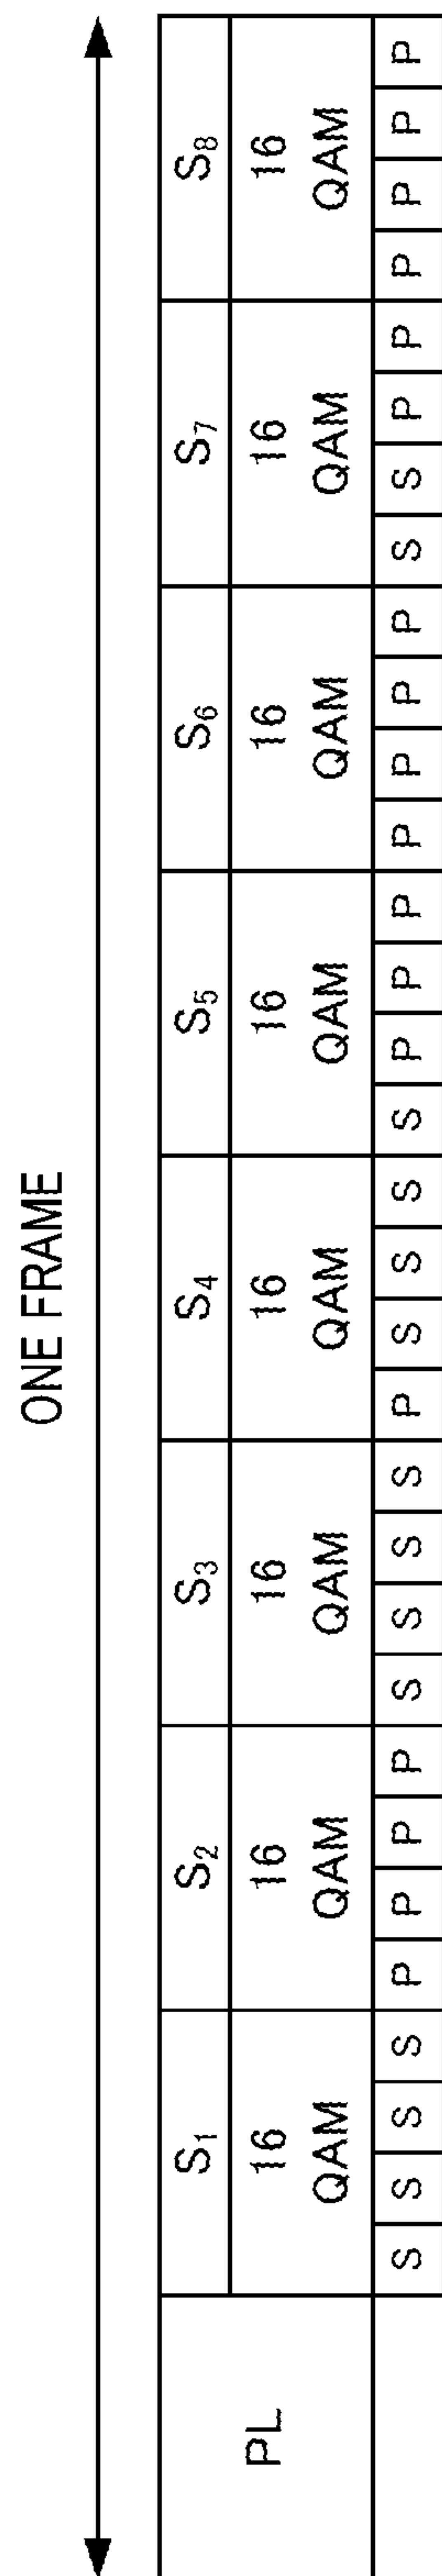 ONE FRAME
PL S₁ S₂ S₃ S₄ S₅ S₆ S₇ S₈
16 16 16 16 16 16 16 16
QAM QAM QAM QAM QAM QAM QAM QAM
S S S S P P P P S S S S P S S S S P P P P P P P S S P P P P P P